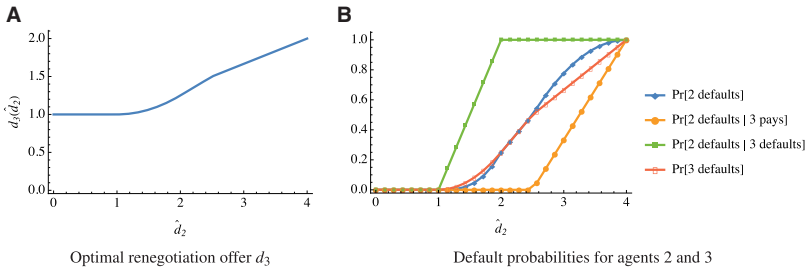 A
2.0
1.5
1.0
0.5
0.0
d̂₃(d̂₂)
0 1 2 3 4
d̂₂
Optimal renegotiation offer d₃
B
1.0
0.8
0.6
0.4
0.2
0.0
0 1 2 3 4
d̂₂
Pr[2 defaults]
Pr[2 defaults | 3 pays]
Pr[2 defaults | 3 defaults]
Pr[3 defaults]
Default probabilities for agents 2 and 3